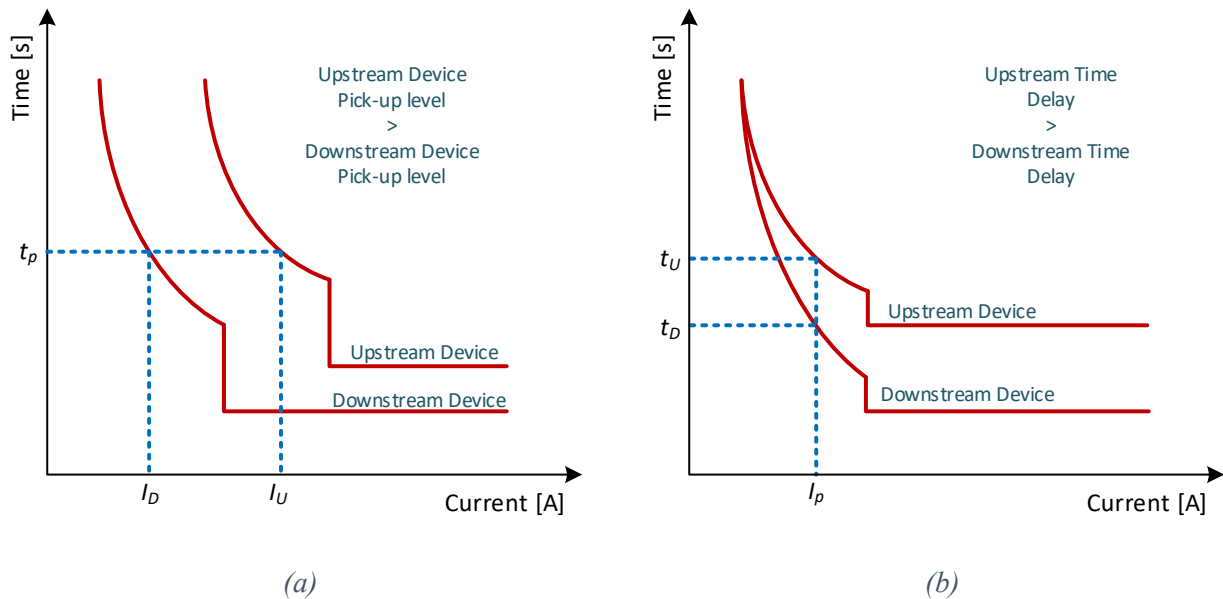 Time [s]
Upstream Device
Pick-up level
>
Downstream Device
Pick-up level
t_p
Upstream Device
Downstream Device
I_D
I_U
Current [A]
(a)
Time [s]
Upstream Time
Delay
>
Downstream Time
Delay
t_U
t_D
Upstream Device
Downstream Device
I_p
Current [A]
(b)